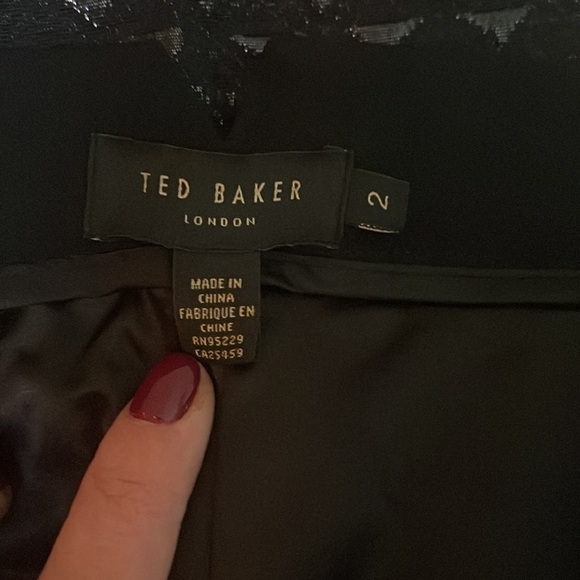 TED BAKER
LONDON
2
MADE IN
CHINA
FABRIQUE EN
CHINE
RN95229
CA25459